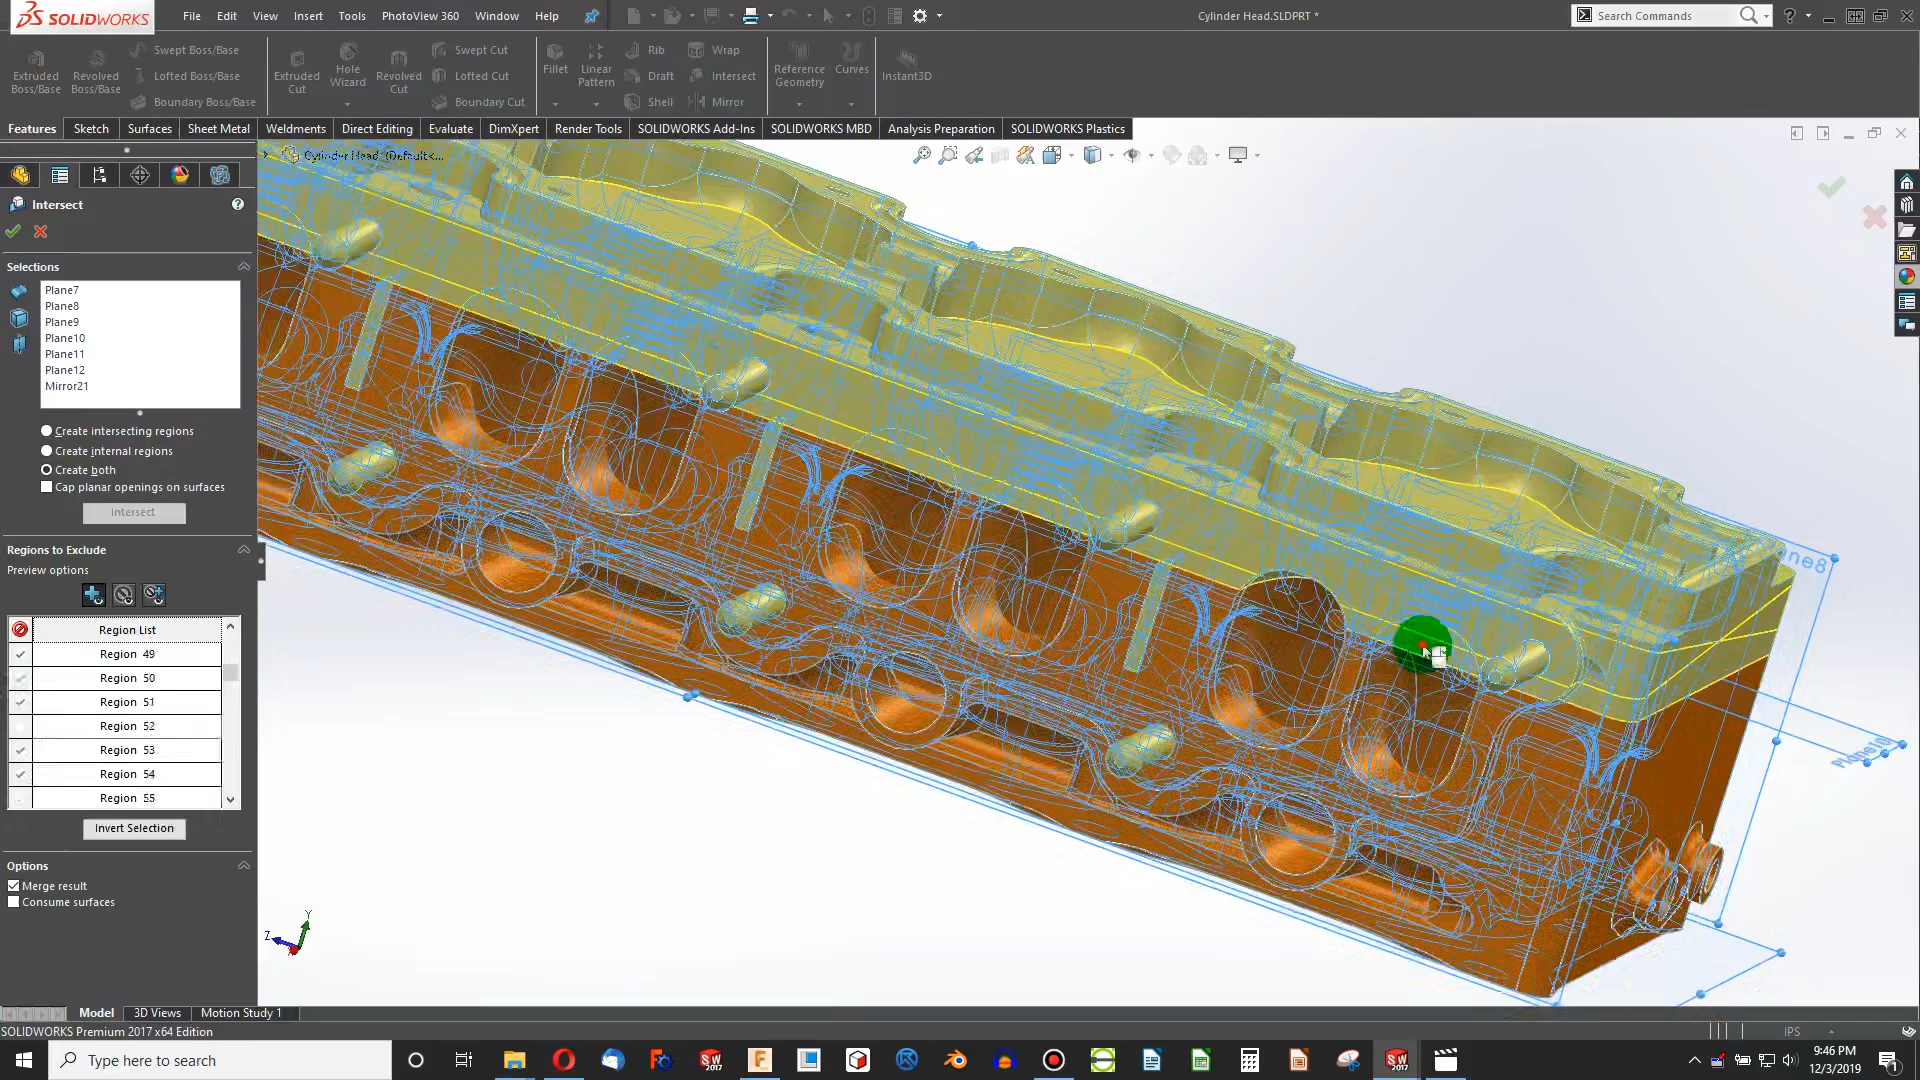 SOLIDWORKS File Edit View Insert Tools PhotoView 360 Window Help Cylinder Head.SLDPRT * Search Commands
Extruded Boss/Base Revolved Boss/Base Swept Boss/Base Lofted Boss/Base Boundary Boss/Base
Extruded Cut Hole Wizard Revolved Cut Swept Cut Lofted Cut Boundary Cut
Fillet Linear Pattern Rib Draft Shell Wrap Intersect Mirror
Reference Geometry Curves Instant3D
Features Sketch Surfaces Sheet Metal Weldments Direct Editing Evaluate DimXpert Render Tools SOLIDWORKS Add-Ins SOLIDWORKS MBD Analysis Preparation SOLIDWORKS Plastics
Cylinder Head (Default<...
Intersect
Selections
Plane7
Plane8
Plane9
Plane10
Plane11
Plane12
Mirror21
Create intersecting regions
Create internal regions
Create both
Cap planar openings on surfaces
Intersect
Regions to Exclude
Preview options
Region List
Region 49
Region 50
Region 51
Region 52
Region 53
Region 54
Region 55
Invert Selection
Options
Merge result
Consume surfaces
Plane10
Y
Z
Model 3D Views Motion Study 1
SOLIDWORKS Premium 2017 x64 Edition IPS
Type here to search
9:46 PM
12/3/2019